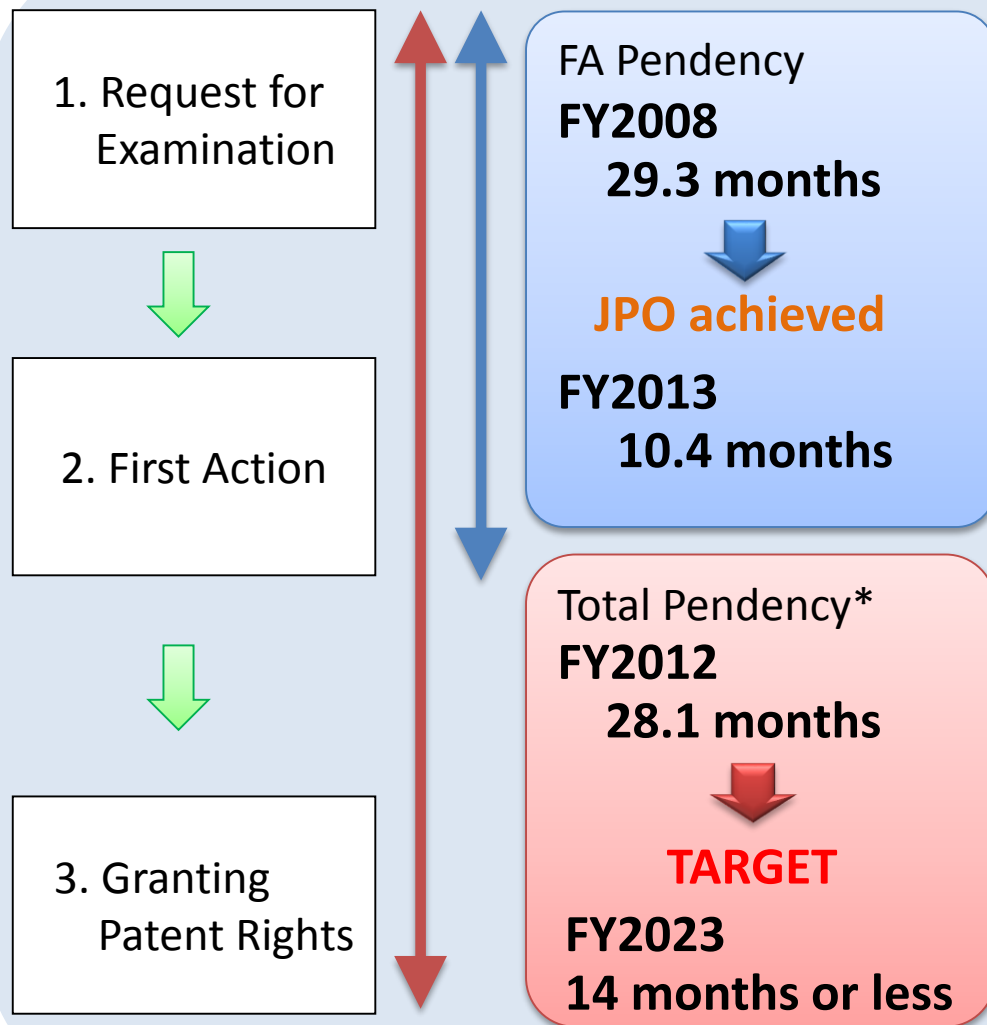 1. Request for
Examination
2. First Action
3. Granting
Patent Rights
FA Pendency
FY2008
29.3 months
JPO achieved
FY2013
10.4 months
Total Pendency*
FY2012
28.1 months
TARGET
FY2023
14 months or less